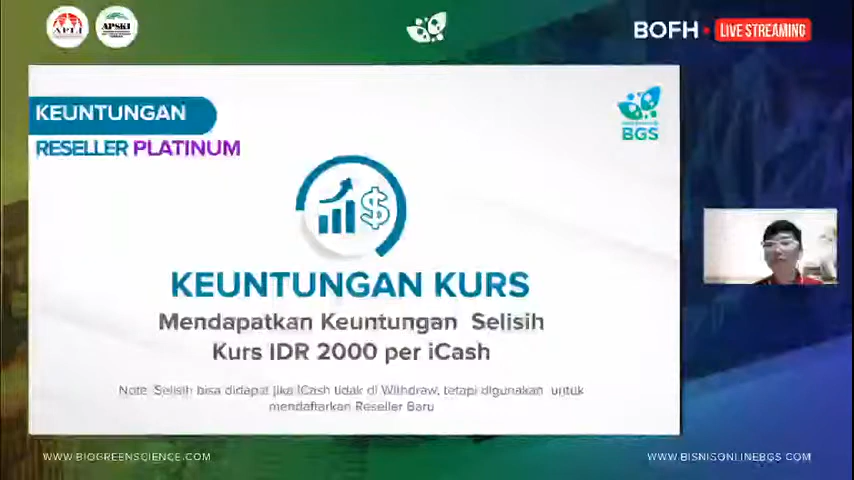 APLI
APSKI
BOFH • LIVE STREAMING
KEUNTUNGAN
RESELLER PLATINUM
BGS
KEUNTUNGAN KURS
Mendapatkan Keuntungan Selisih
Kurs IDR 2000 per iCash
Note: Selisih bisa didapat jika iCash tidak di Withdraw, tetapi digunakan untuk
mendaftarkan Reseller Baru
WWW.BIOGREENSCIENCE.COM
WWW.BISNISONLINEBGS.COM